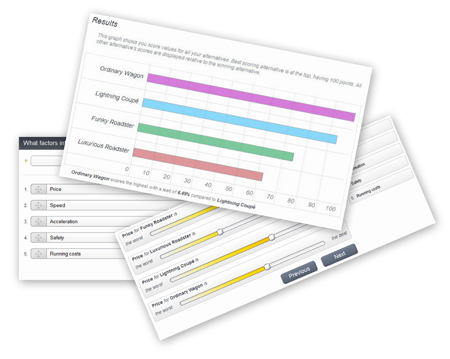 Results
This graph shows you score values for all your alternatives. Best scoring alternative is at the top, having 100 points. All
other alternative's scores are displayed relative to the winning alternative.
Ordinary Wagon
Lightning Coupé
Funky Roadster
Luxurious Roadster
0 10 20 30 40 50 60 70 80 90 100
Ordinary Wagon scores the highest with a lead of 6.49% compared to Lightning Coupé
What factors
1. Price
2. Speed
3. Acceleration
4. Safety
5. Running costs
Price for Funky Roadster is
the worst
Price for Luxurious Roadster is
the worst
Price for Lightning Coupé is
the worst
Price for Ordinary Wagon is
the worst
the best
Previous
Next
Safety
5. Running costs